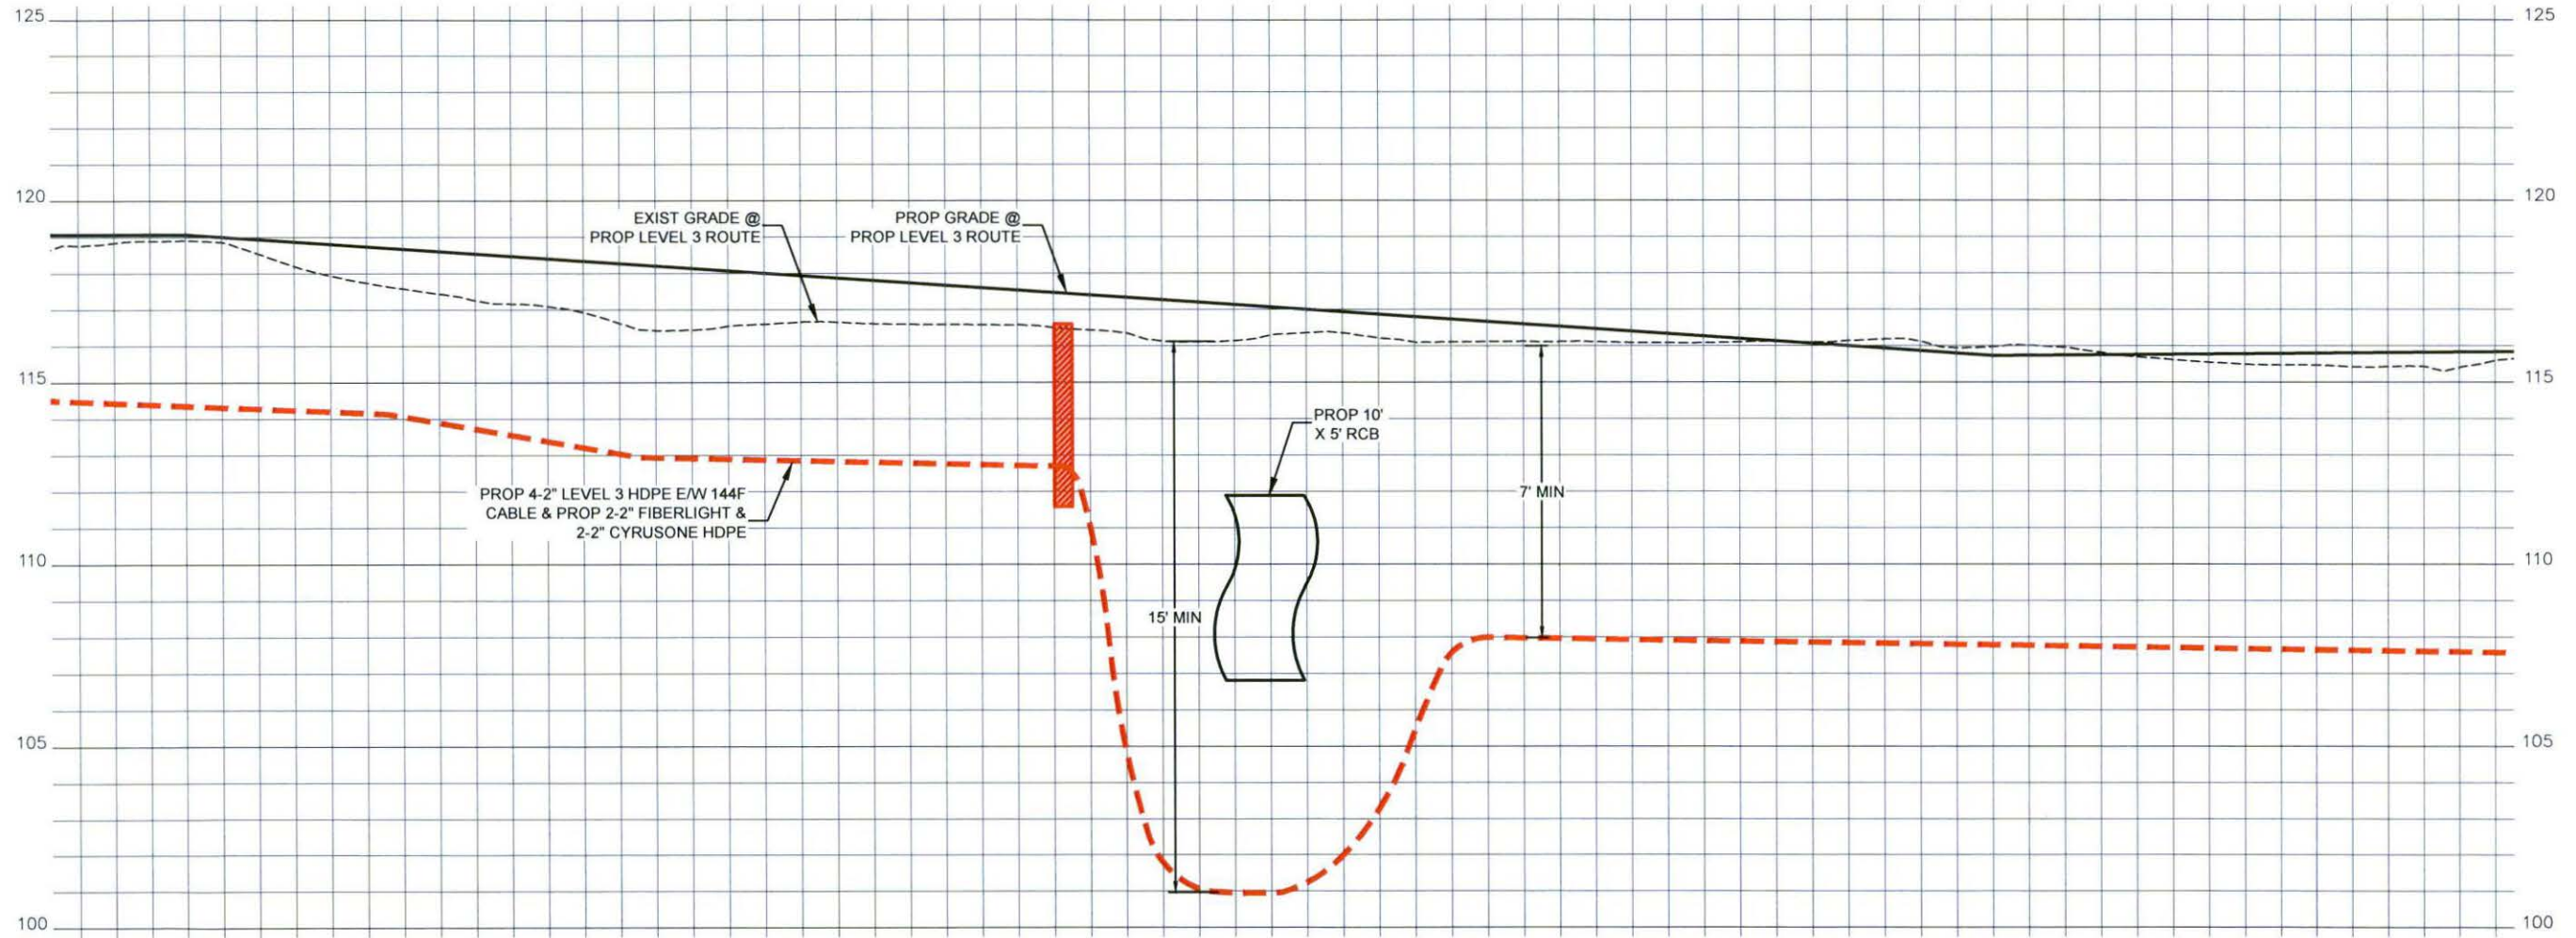 125
125
120
120
EXIST GRADE @
PROP LEVEL 3 ROUTE
PROP GRADE @
PROP LEVEL 3 ROUTE
115
115
PROP 10'
X 5' RCB
PROP 4-2" LEVEL 3 HDPE E/W 144F
CABLE & PROP 2-2" FIBERLIGHT &
2-2" CYRUSONE HDPE
7' MIN
110
110
15' MIN
105
105
100
100